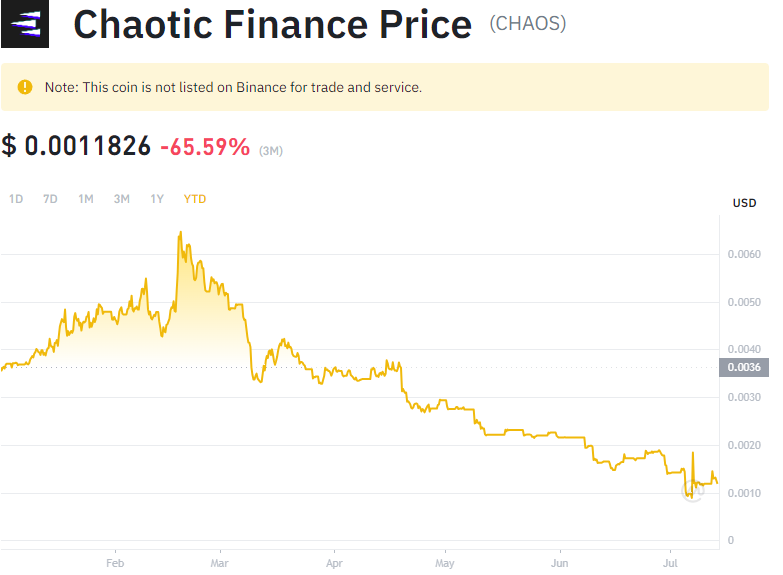 Chaotic Finance Price (CHAOS)
Note: This coin is not listed on Binance for trade and service.
$ 0.0011826 -65.59% (3M)
1D 7D 1M 3M 1Y YTD
USD
0.0060
0.0050
0.0040
0.0036
0.0030
0.0020
0.0010
0
Feb Mar Apr May Jun Jul